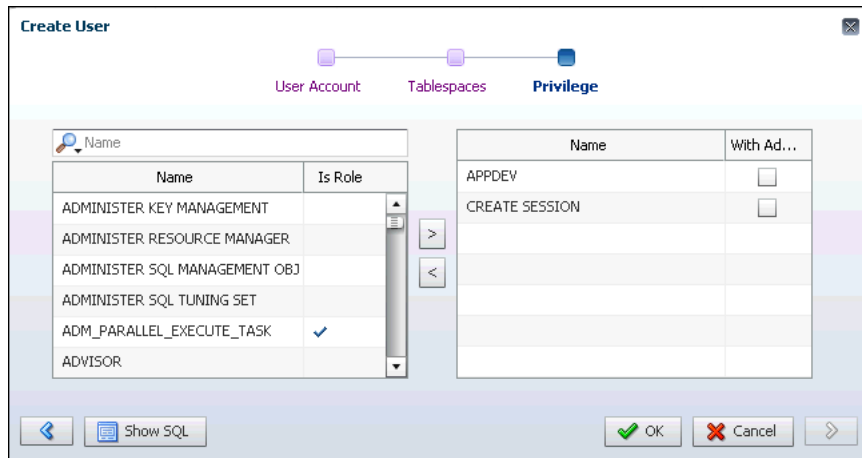 Create User
User Account Tablespaces Privilege
Name
Name Is Role
ADMINISTER KEY MANAGEMENT
ADMINISTER RESOURCE MANAGER
ADMINISTER SQL MANAGEMENT OBJ
ADMINISTER SQL TUNING SET
ADM_PARALLEL_EXECUTE_TASK
ADVISOR
>
<
Name With Ad...
APPDEV
CREATE SESSION
Show SQL OK Cancel